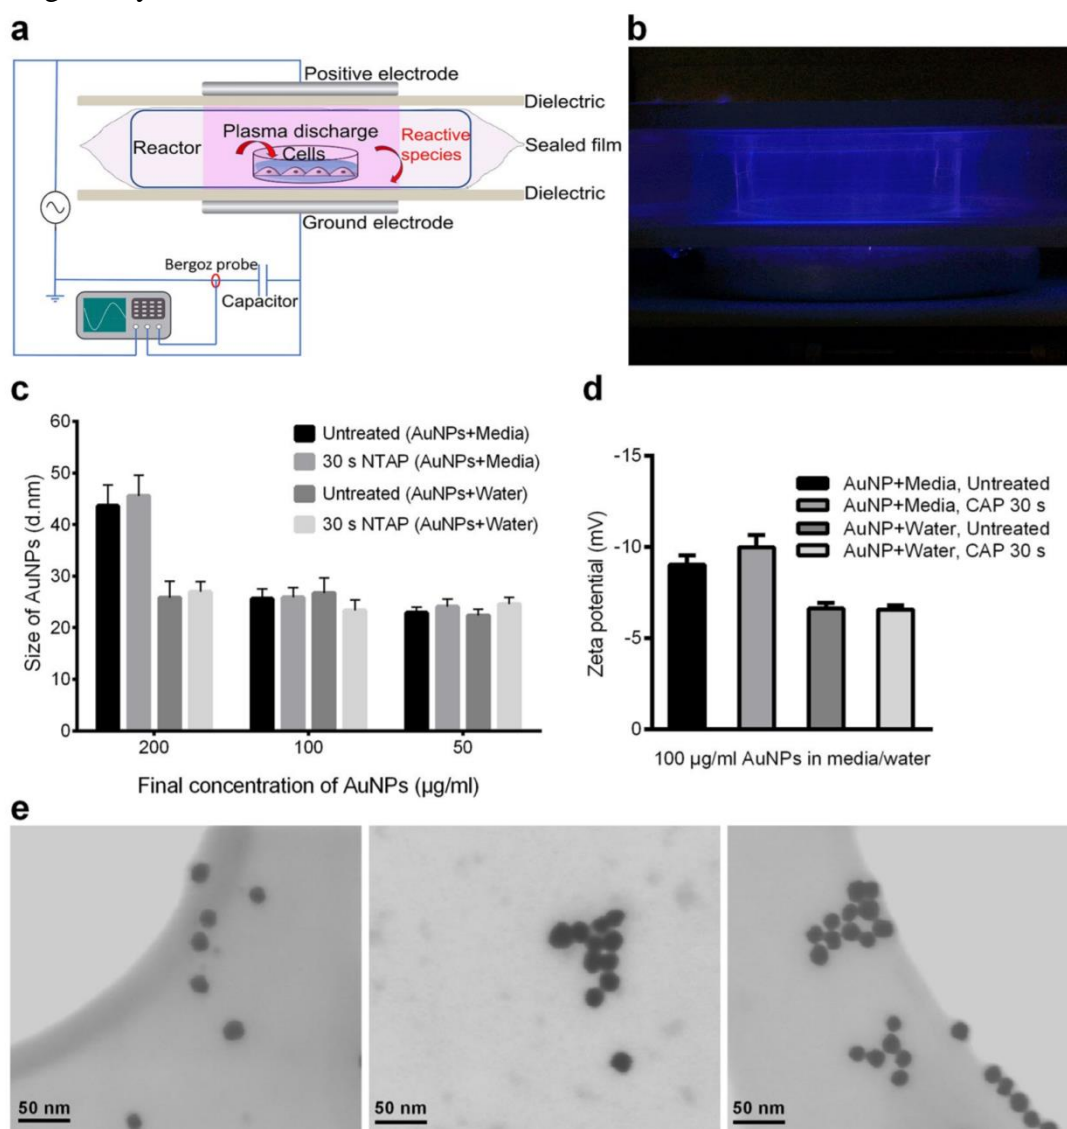 a
Positive electrode
Dielectric
Plasma discharge
Reactor
Cells
Reactive
species
Sealed film
Dielectric
Ground electrode
Bergoz probe
Capacitor
b
c
60
50
40
30
20
10
0
Size of AuNPs (d.nm)
Untreated (AuNPs+Media)
30 s NTAP (AuNPs+Media)
Untreated (AuNPs+Water)
30 s NTAP (AuNPs+Water)
200
100
50
Final concentration of AuNPs (µg/ml)
d
-15
-10
-5
0
Zeta potential (mV)
AuNP+Media, Untreated
AuNP+Media, CAP 30 s
AuNP+Water, Untreated
AuNP+Water, CAP 30 s
100 µg/ml AuNPs in media/water
e
50 nm
50 nm
50 nm